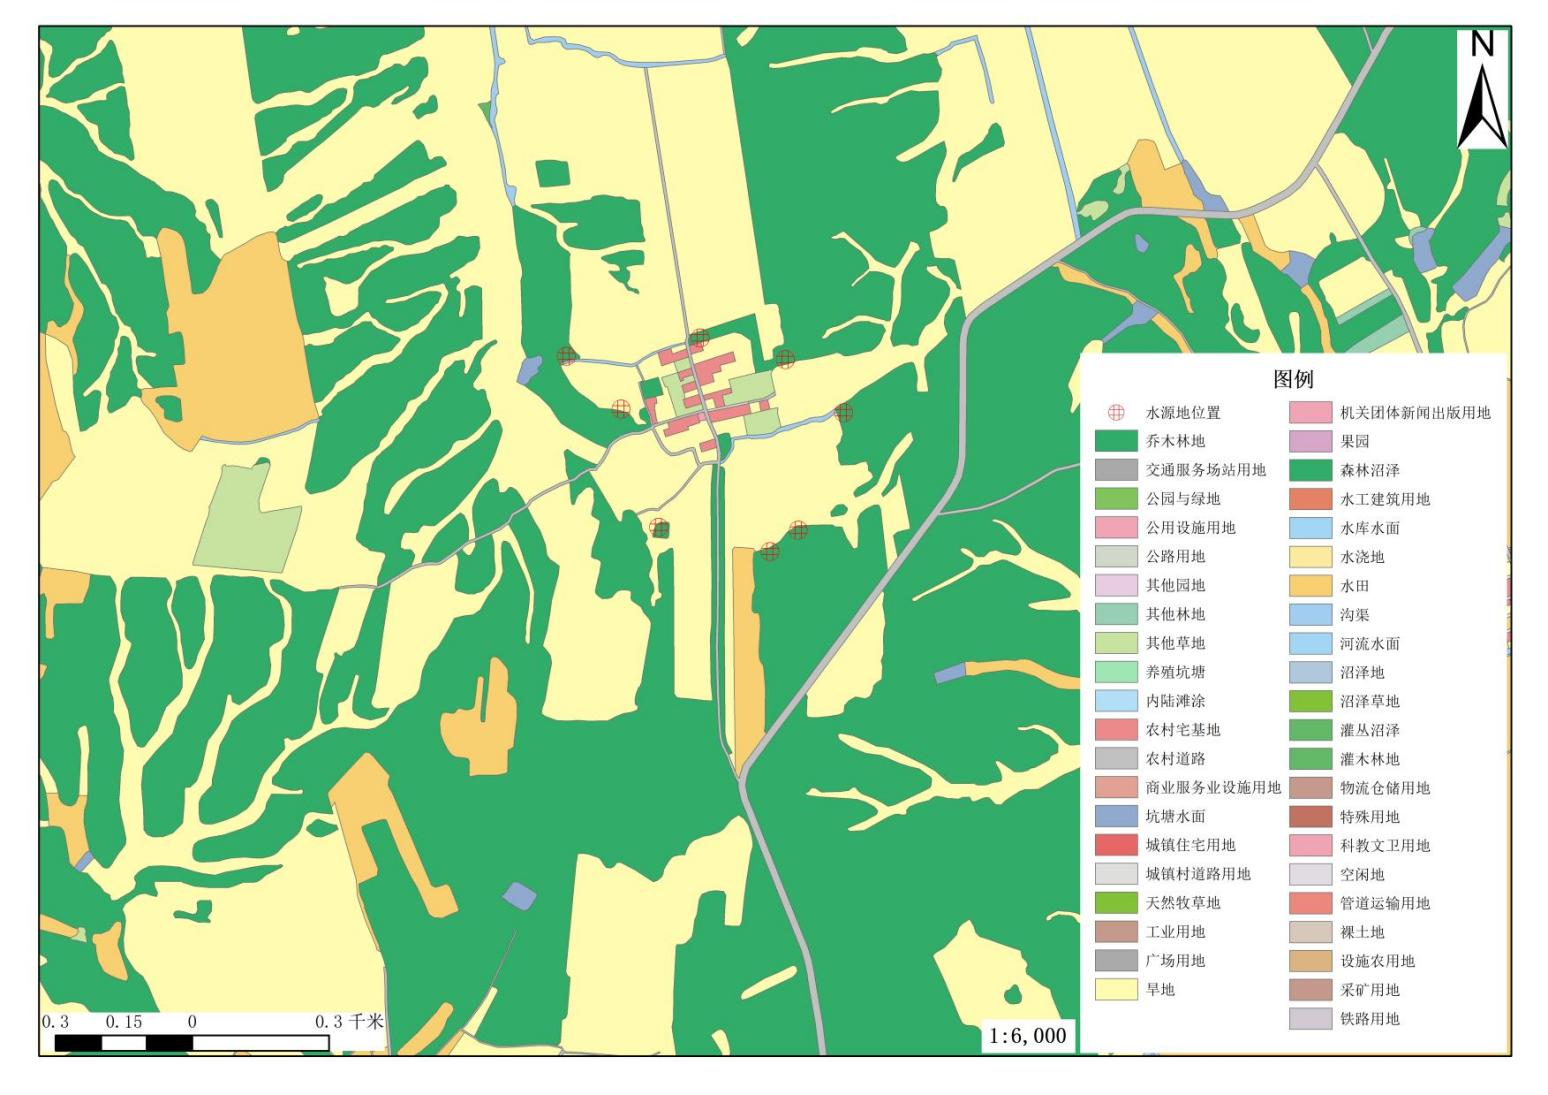 N
图例
水源地位置
乔木林地
交通服务场站用地
公园与绿地
公用设施用地
公路用地
其他园地
其他林地
其他草地
养殖坑塘
内陆滩涂
农村宅基地
农村道路
商业服务业设施用地
坑塘水面
城镇住宅用地
城镇村道路用地
天然牧草地
工业用地
广场用地
旱地
机关团体新闻出版用地
果园
森林沼泽
水工建筑用地
水库水面
水浇地
水田
沟渠
河流水面
沼泽地
沼泽草地
灌丛沼泽
灌木林地
物流仓储用地
特殊用地
科教文卫用地
空闲地
管道运输用地
裸土地
设施农用地
采矿用地
铁路用地
0.3 0.15 0 0.3 千米
1:6,000